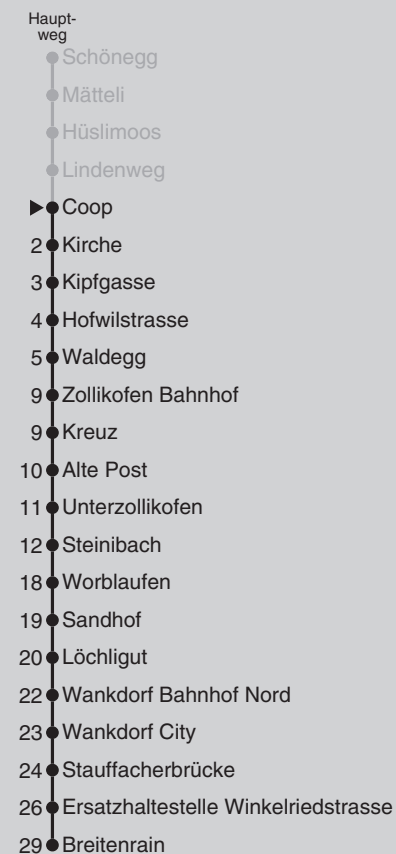 Haupt-
weg
Schönegg
Mätteli
Hüslimoos
Lindenweg
Coop
2 Kirche
3 Kipfgasse
4 Hofwilstrasse
5 Waldegg
9 Zollikofen Bahnhof
9 Kreuz
10 Alte Post
11 Unterzollikofen
12 Steinibach
18 Worblaufen
19 Sandhof
20 Löchligut
22 Wankdorf Bahnhof Nord
23 Wankdorf City
24 Stauffacherbrücke
26 Ersatzhaltestelle Winkelriedstrasse
29 Breitenrain